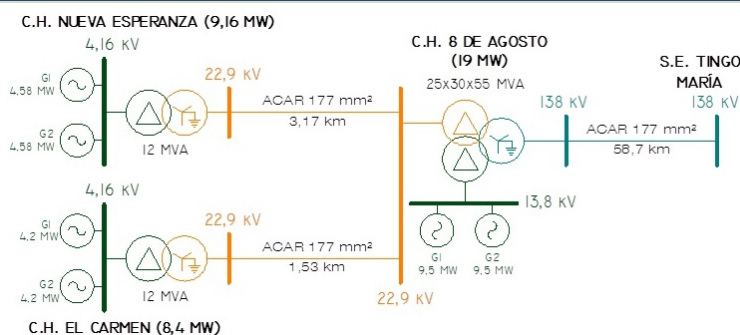 C.H. NUEVA ESPERANZA (9,16 MW)
4,16 kV
G1
4,58 MW
G2
4,58 MW
12 MVA
22,9 kV
ACAR 177 mm²
3,17 km
C.H. 8 DE AGOSTO
(19 MW)
25x30x55 MVA
138 kV
ACAR 177 mm²
58,7 km
S.E. TINGO
MARÍA
138 kV
13,8 kV
G1
9.5 MW
G2
9.5 MW
4,16 kV
G1
4.2 MW
G2
4.2 MW
12 MVA
22,9 kV
ACAR 177 mm²
1,53 km
22,9 kV
C.H. EL CARMEN (8,4 MW)